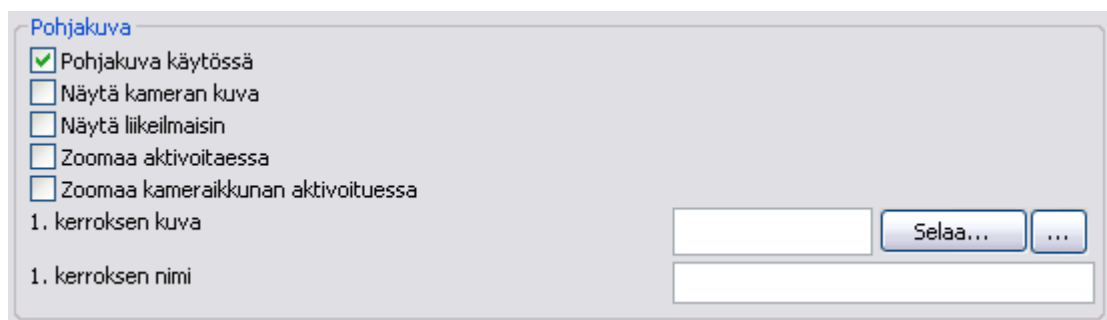 Pohjakuva
Pohjakuva käytössä
Näytä kameran kuva
Näytä liikeilmaisin
Zoomaa aktivoitaessa
Zoomaa kameraikkunan aktivoituessa
1. kerroksen kuva Selaa... ...
1. kerroksen nimi